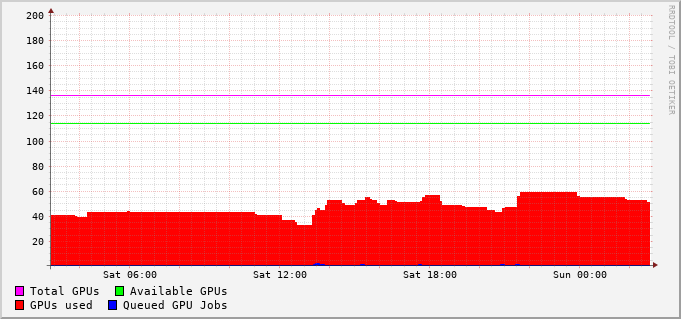 200
180
160
140
120
100
80
60
40
20
Sat 06:00 Sat 12:00 Sat 18:00 Sun 00:00
Total GPUs Available GPUs
GPUs used Queued GPU Jobs
RRDTOOL / TOBI OETIKER